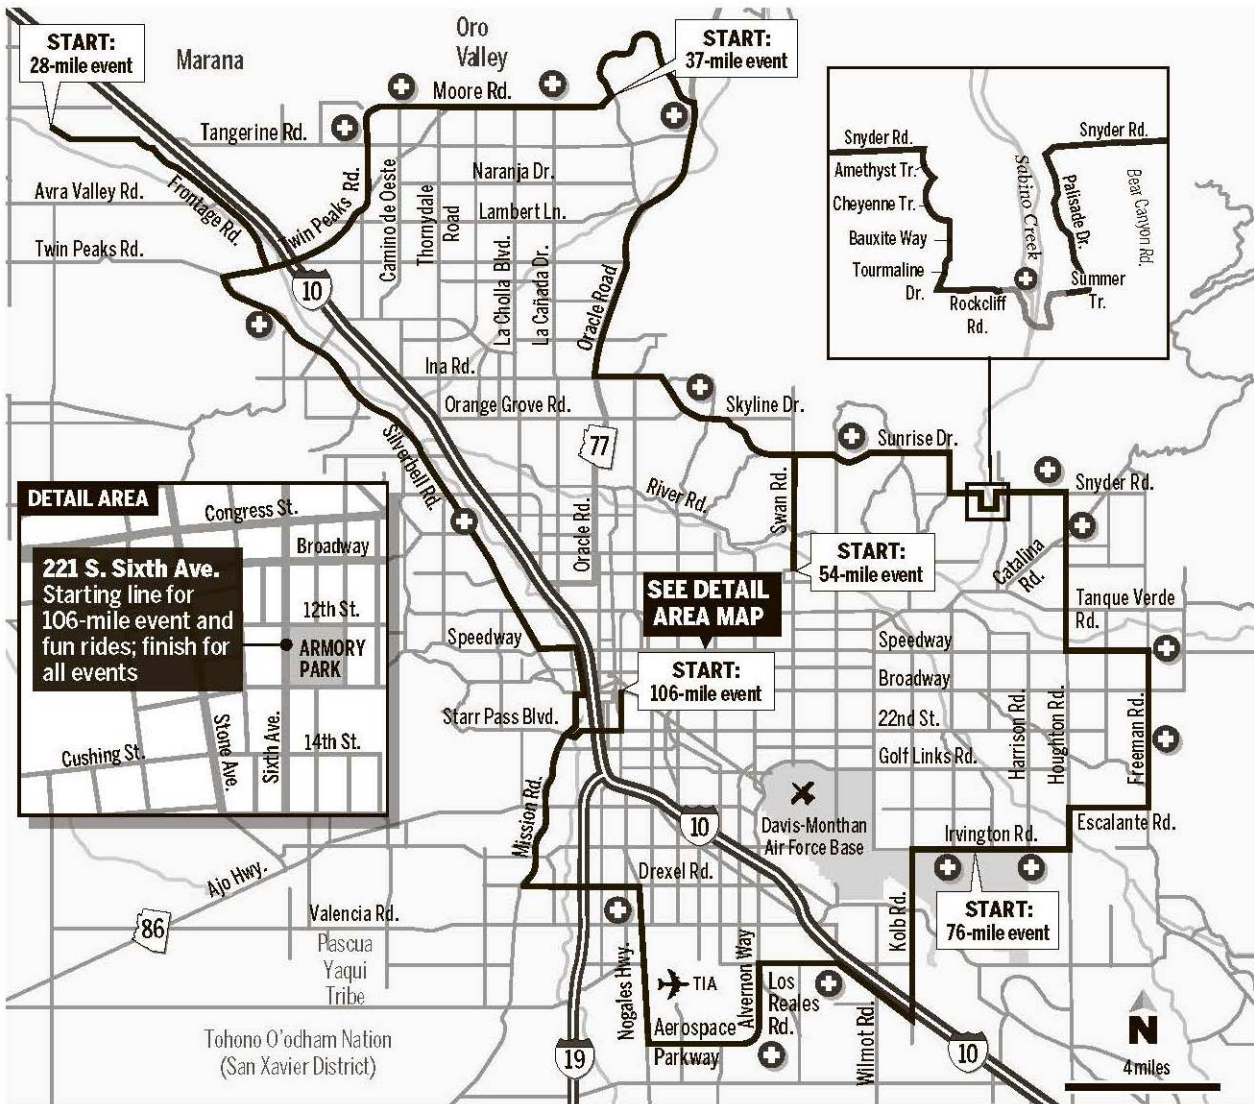 START:
28-mile event
Marana
Oro
Valley
START:
37-mile event
Moore Rd.
Tangerine Rd.
Naranja Dr.
Avra Valley Rd.
Frontage Rd.
Twin Peaks Rd.
Camino de Oeste
Thornydale
Road
Lambert Ln.
Twin Peaks Rd.
La Cholla Blvd.
La Cañada Dr.
Oracle Road
10
Ina Rd.
Orange Grove Rd.
Skyline Dr.
Sunrise Dr.
77
Silverbell Rd.
River Rd.
Swan Rd.
Snyder Rd.
Oracle Rd.
START:
54-mile event
Catalina
Rd.
Tanque Verde
Rd.
SEE DETAIL
AREA MAP
Speedway
Speedway
START:
106-mile event
Broadway
Starr Pass Blvd.
22nd St.
Golf Links Rd.
Harrison Rd.
Houghton Rd.
Freeman Rd.
Mission Rd.
10
Davis-Monthan
Air Force Base
Irvington Rd.
Escalante Rd.
Ajo Hwy.
Drexel Rd.
START:
76-mile event
Kolb Rd.
86
Valencia Rd.
Pascua
Yaqui
Tribe
Nogales Hwy.
TIA
Alvernon Way
Los
Reales
Rd.
Aerospace
Parkway
Wilmot Rd.
Tohono O'odham Nation
(San Xavier District)
19
10
N
4 miles
Snyder Rd.
Snyder Rd.
Amethyst Tr.
Cheyenne Tr.
Bauxite Way
Tourmaline
Dr.
Rockcliff
Rd.
Sabino Creek
Palisade Dr.
Bear Canyon Rd.
Summer
Tr.
DETAIL AREA
Congress St.
Broadway
221 S. Sixth Ave.
Starting line for
106-mile event and
fun rides; finish for
all events
12th St.
ARMORY
PARK
Stone Ave.
Sixth Ave.
14th St.
Cushing St.